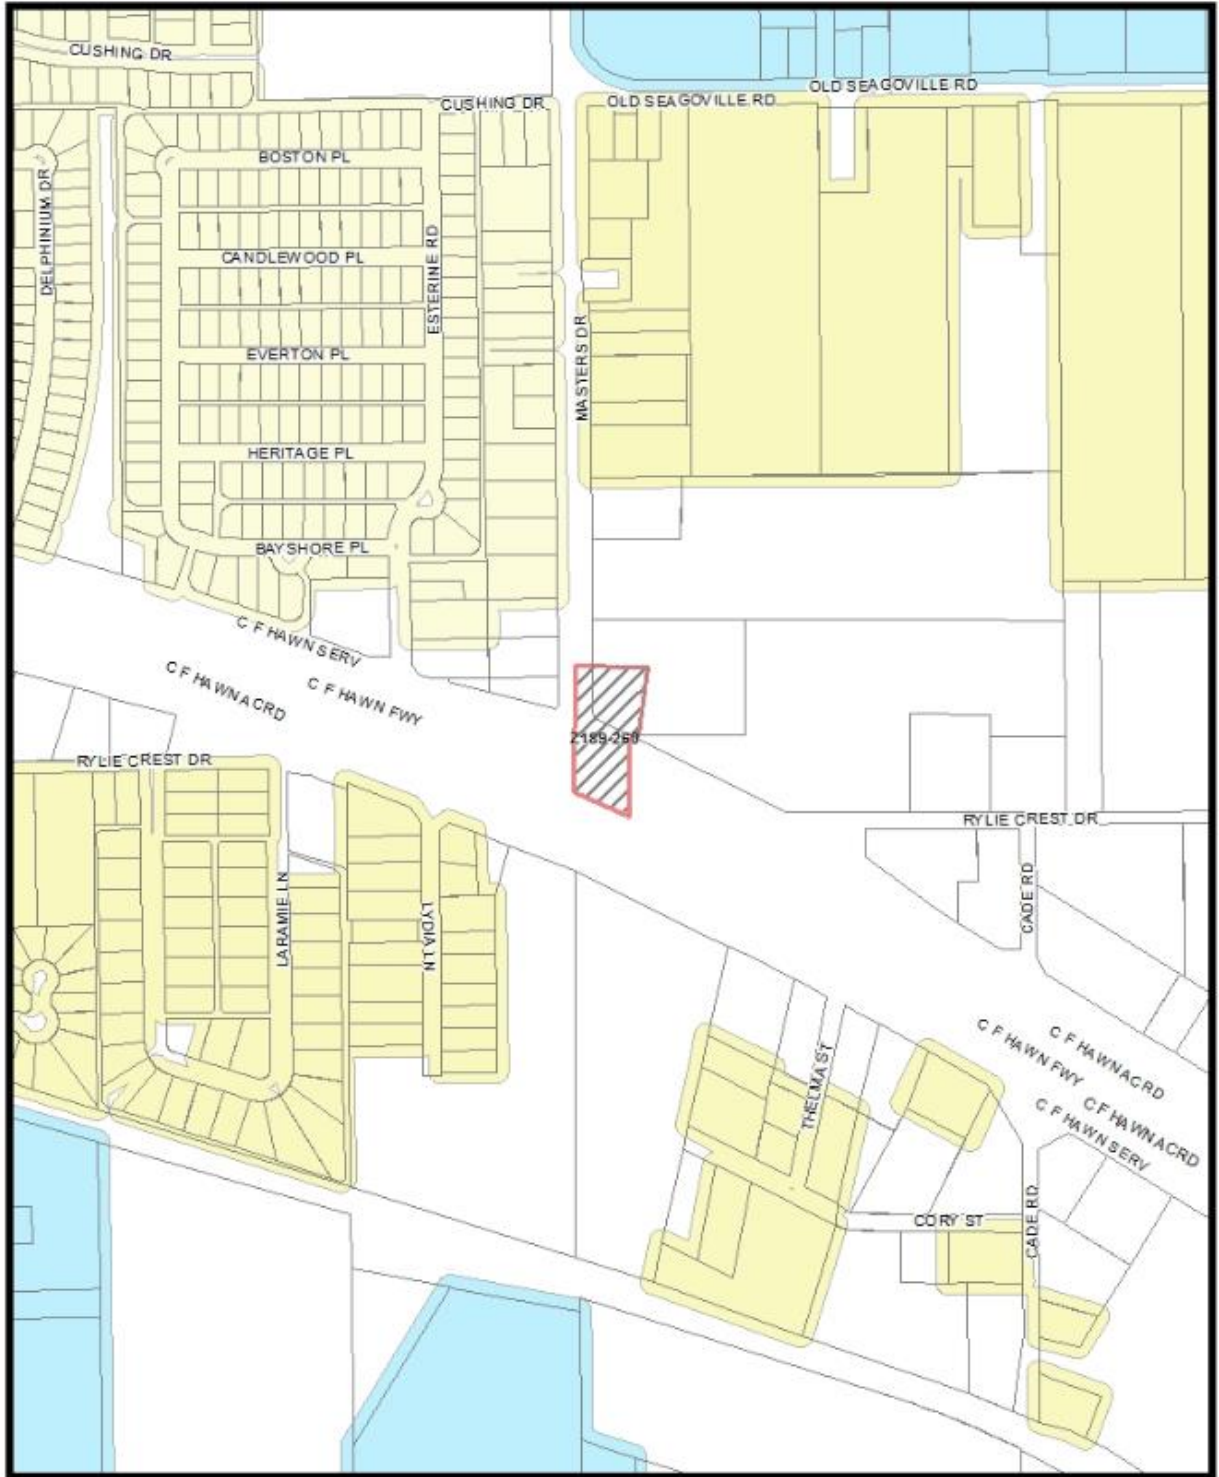 CUSHING DR
OLD SEAGOVILLE RD
CUSHING DR
OLD SEAGOVILLE RD
BOSTON PL
DELPHINIUM DR
CANDLEWOOD PL
ESTERINE RD
EVERTON PL
MASTERS DR
HERITAGE PL
BAYSHORE PL
C F HAWN SERV
C F HAWN ACRD
C F HAWN FWY
Z189-260
RYLIE CREST DR
RYLIE CREST DR
LARAMIE LN
LYDIA LN
CADE RD
THELMA ST
C F HAWN FWY
C F HAWN ACRD
C F HAWN ACRD
C F HAWN SERV
CORY ST
CADE RD